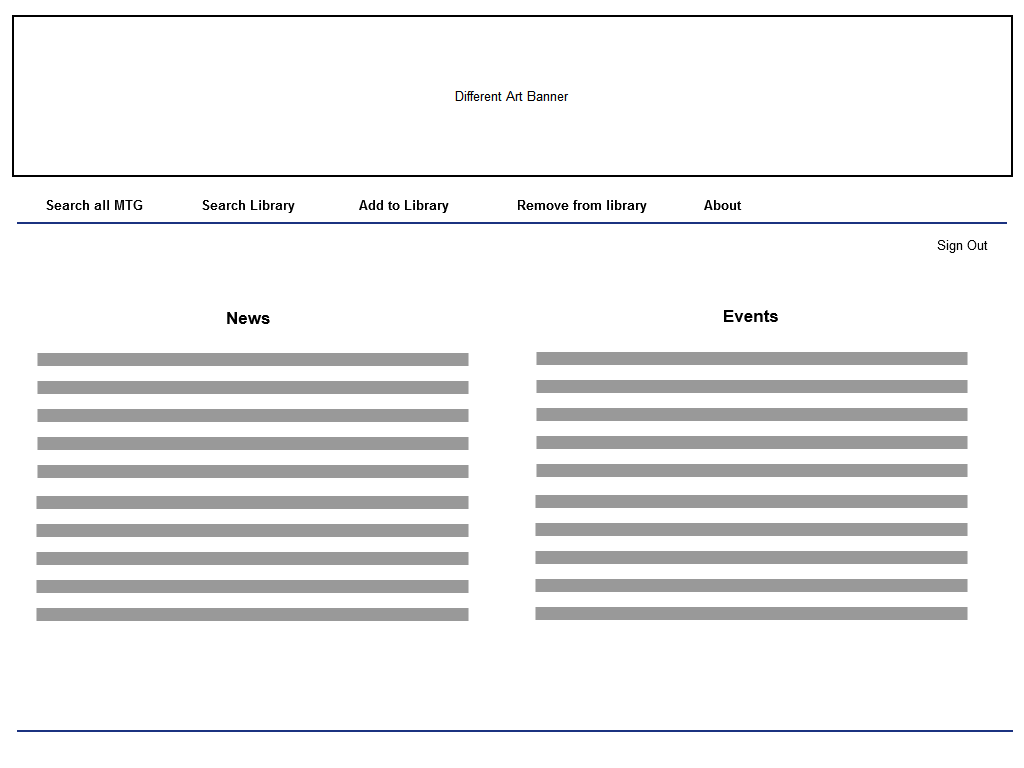 Different Art Banner
Search all MTG
Search Library
Add to Library
Remove from library
About
Sign Out
News
Events